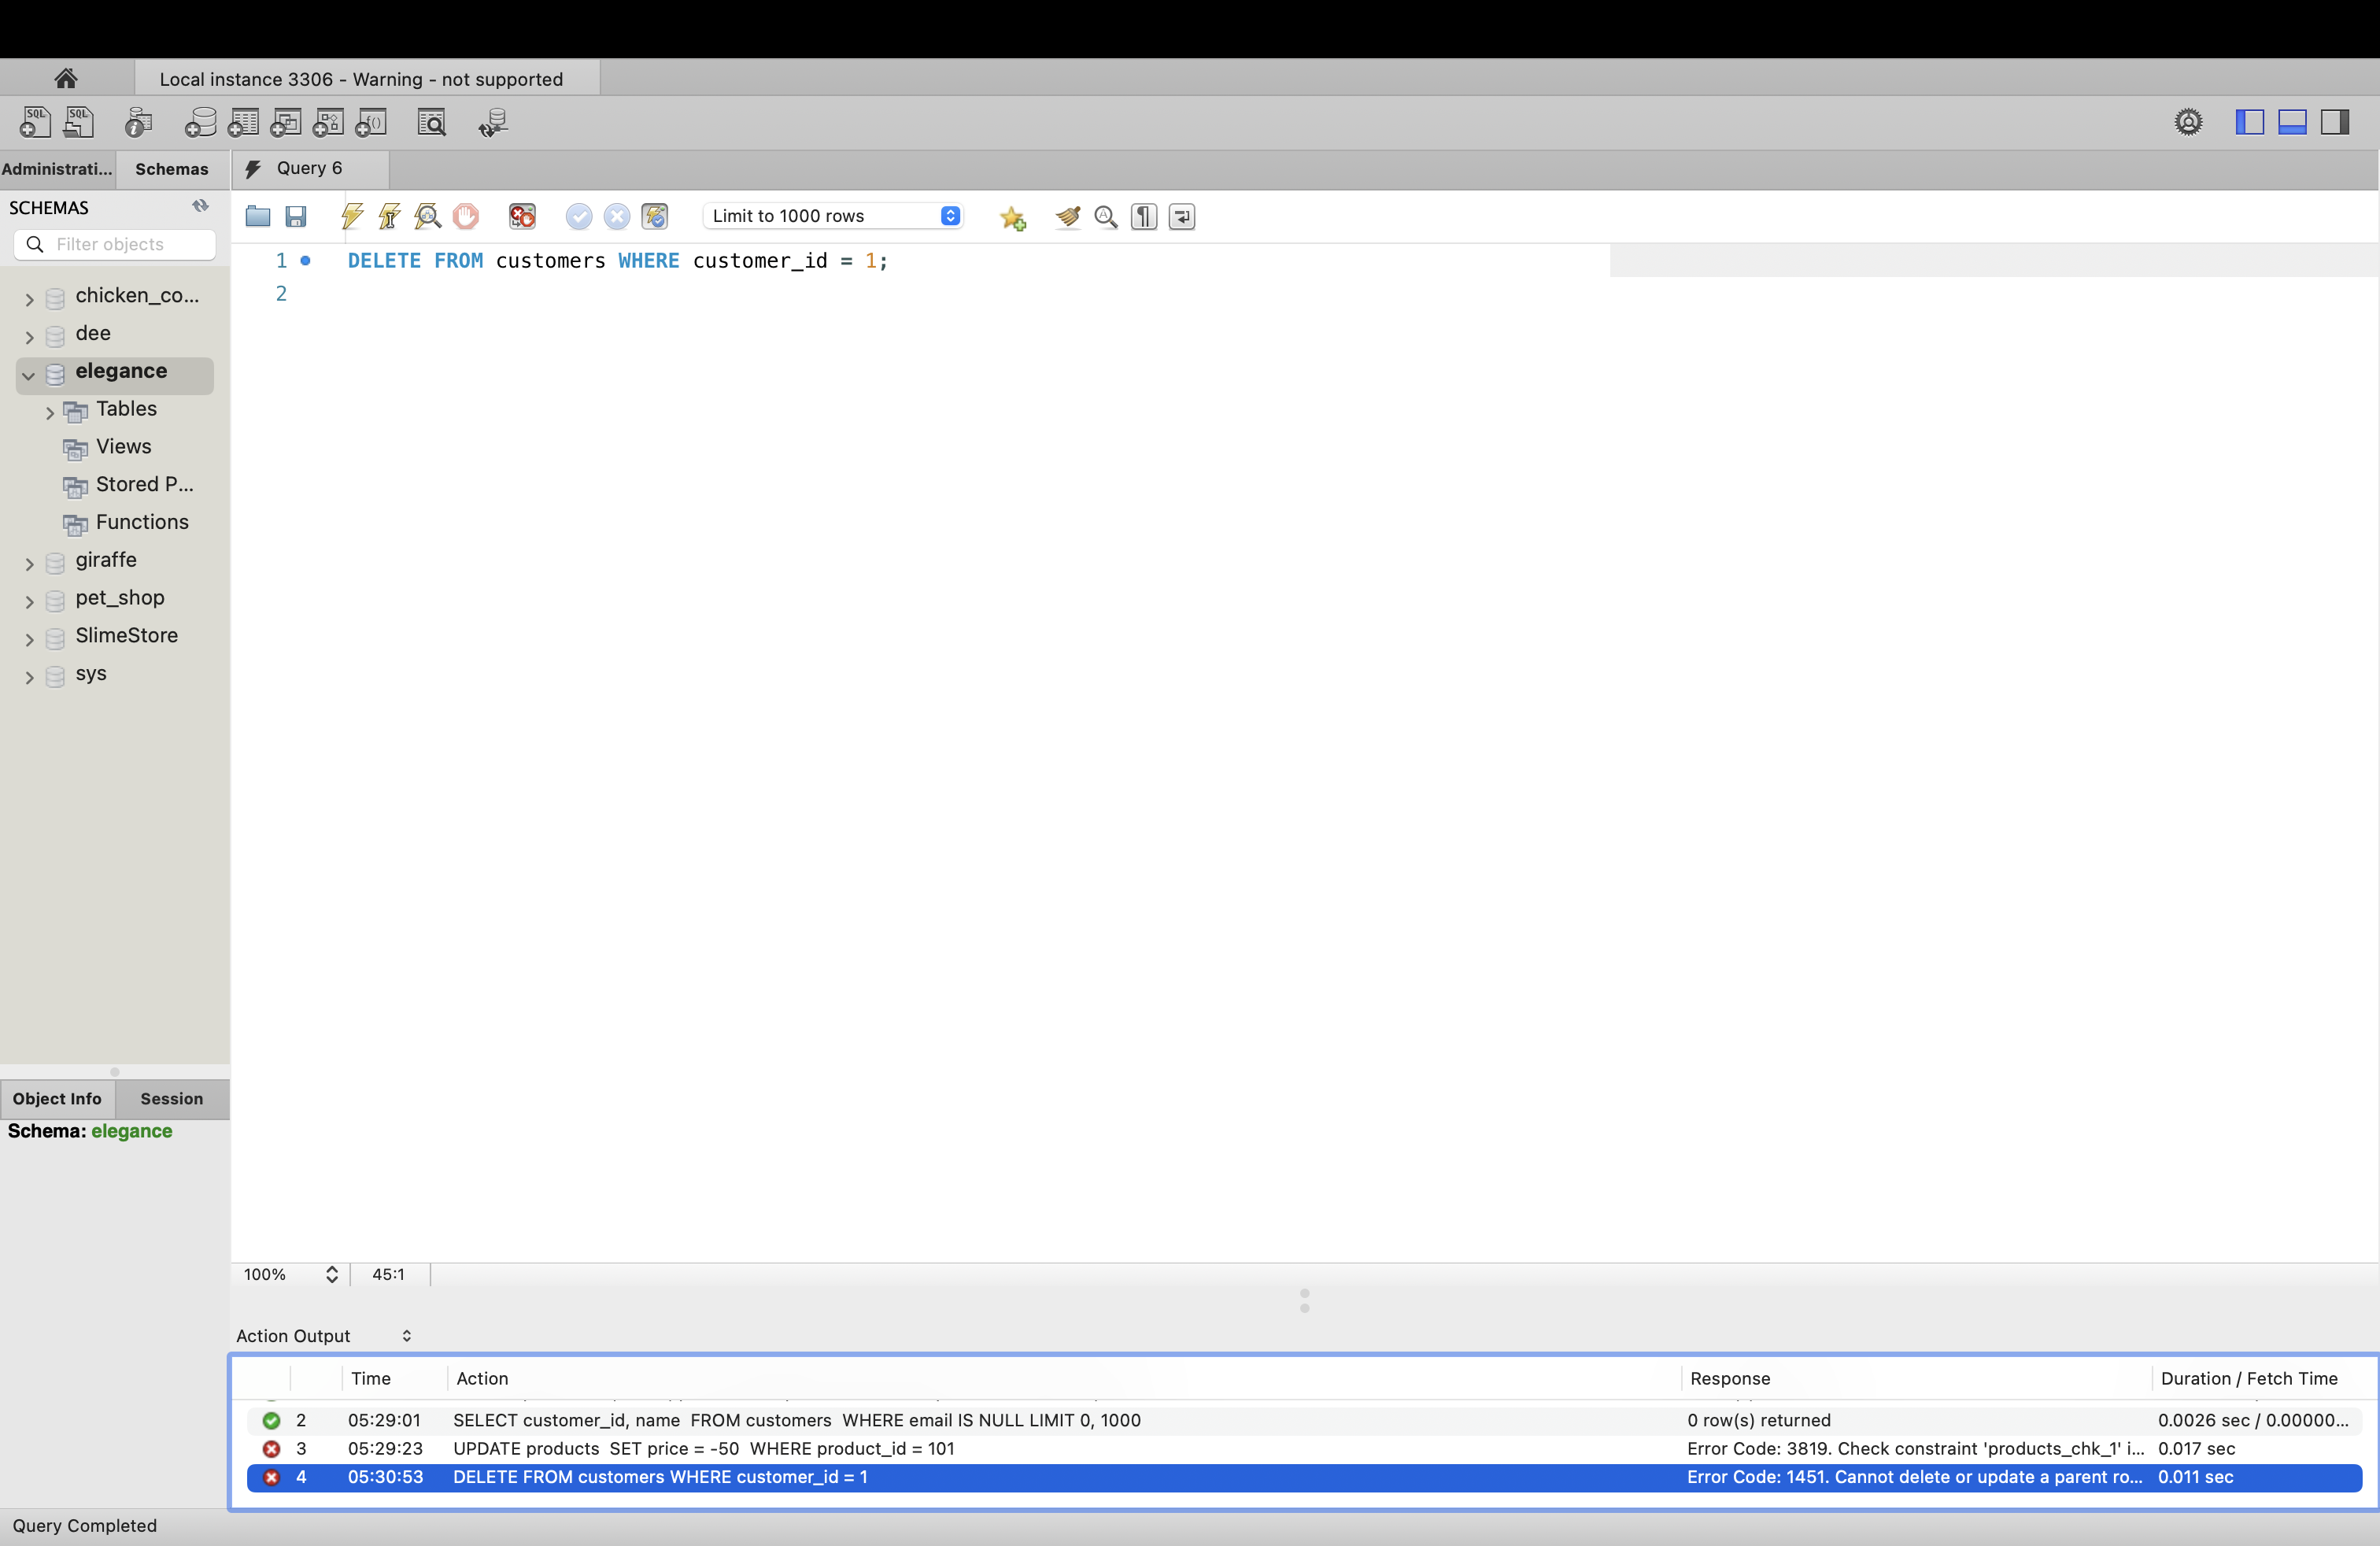 Local instance 3306 - Warning - not supported
SQL SQL
Administrati... Schemas Query 6
SCHEMAS
Limit to 1000 rows
Filter objects
1 DELETE FROM customers WHERE customer_id = 1;
2
chicken_co...
dee
elegance
Tables
Views
Stored P...
Functions
giraffe
pet_shop
SlimeStore
sys
Object Info Session
Schema: elegance
100% 45:1
Action Output
Time Action Response Duration / Fetch Time
2 05:29:01 SELECT customer_id, name FROM customers WHERE email IS NULL LIMIT 0, 1000 0 row(s) returned 0.0026 sec / 0.00000...
3 05:29:23 UPDATE products SET price = -50 WHERE product_id = 101 Error Code: 3819. Check constraint 'products_chk_1' i... 0.017 sec
4 05:30:53 DELETE FROM customers WHERE customer_id = 1 Error Code: 1451. Cannot delete or update a parent ro... 0.011 sec
Query Completed